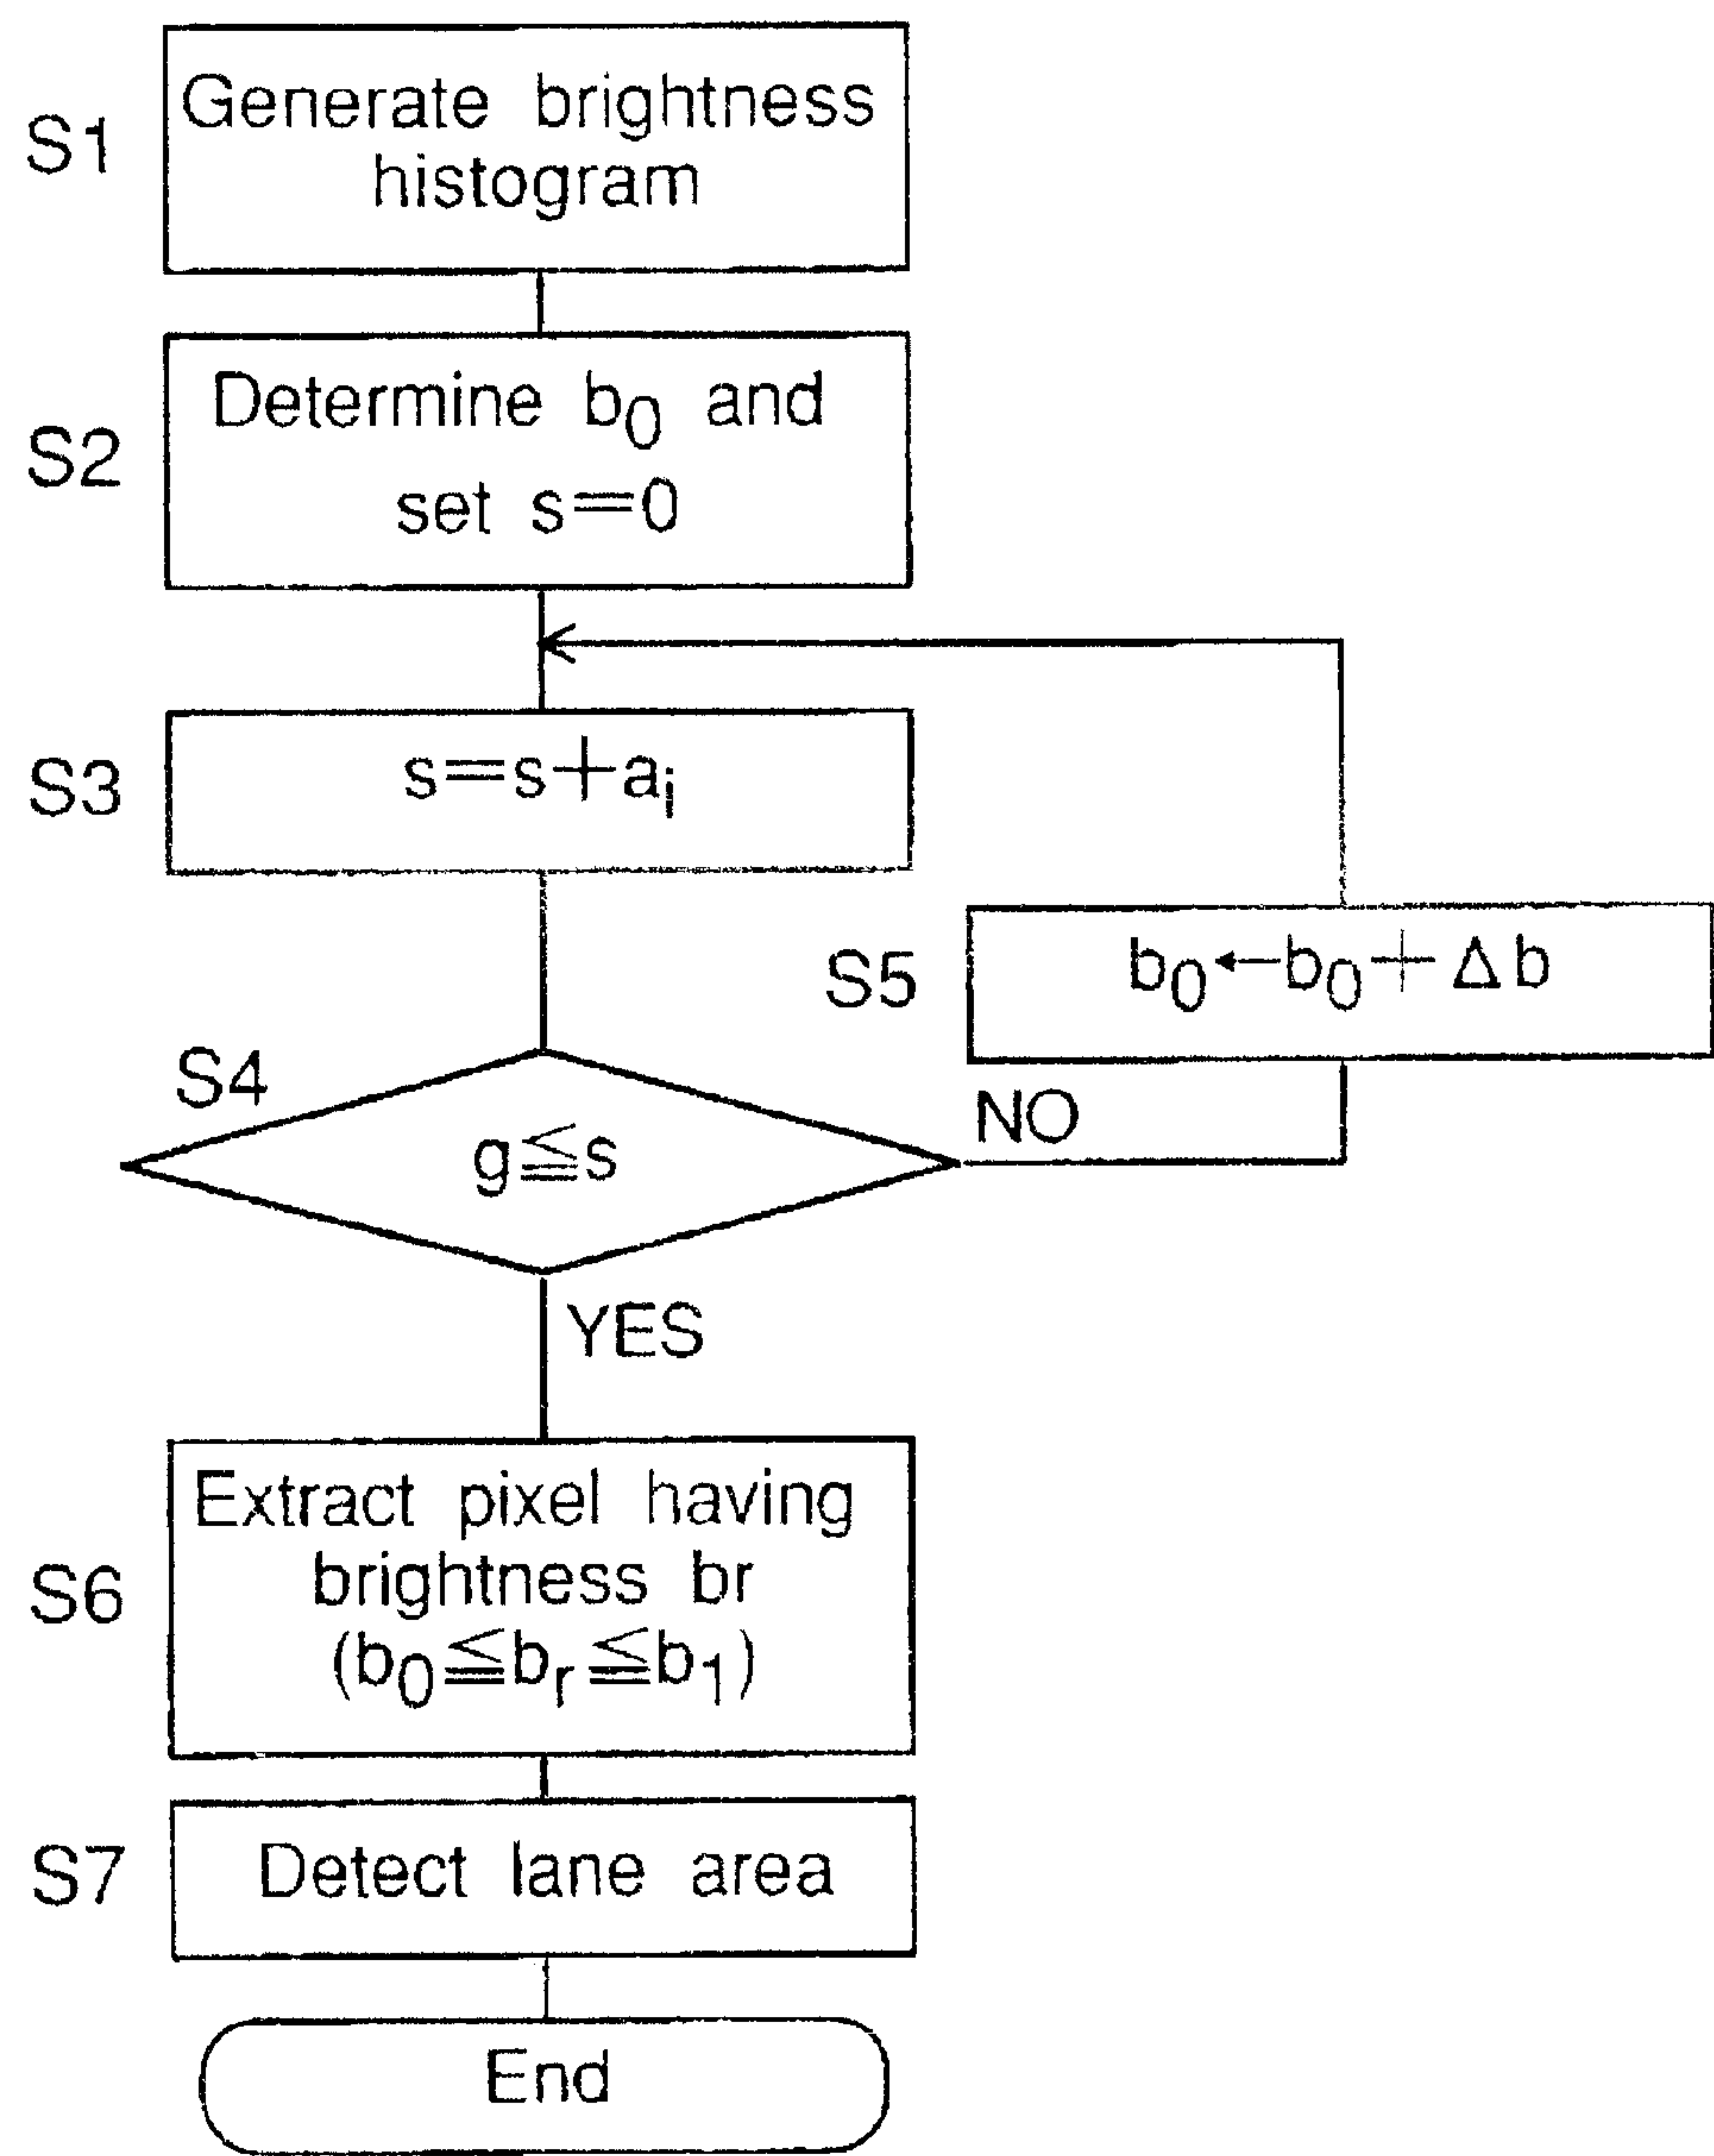 S1
Generate brightness
histogram
S2
Determine b₀ and
set s=0
S3
s=s+aᵢ
S5
b₀←b₀+Δb
S4
g≦s
NO
YES
S6
Extract pixel having
brightness br
(b₀≦bᵣ≦b₁)
S7
Detect lane area
End